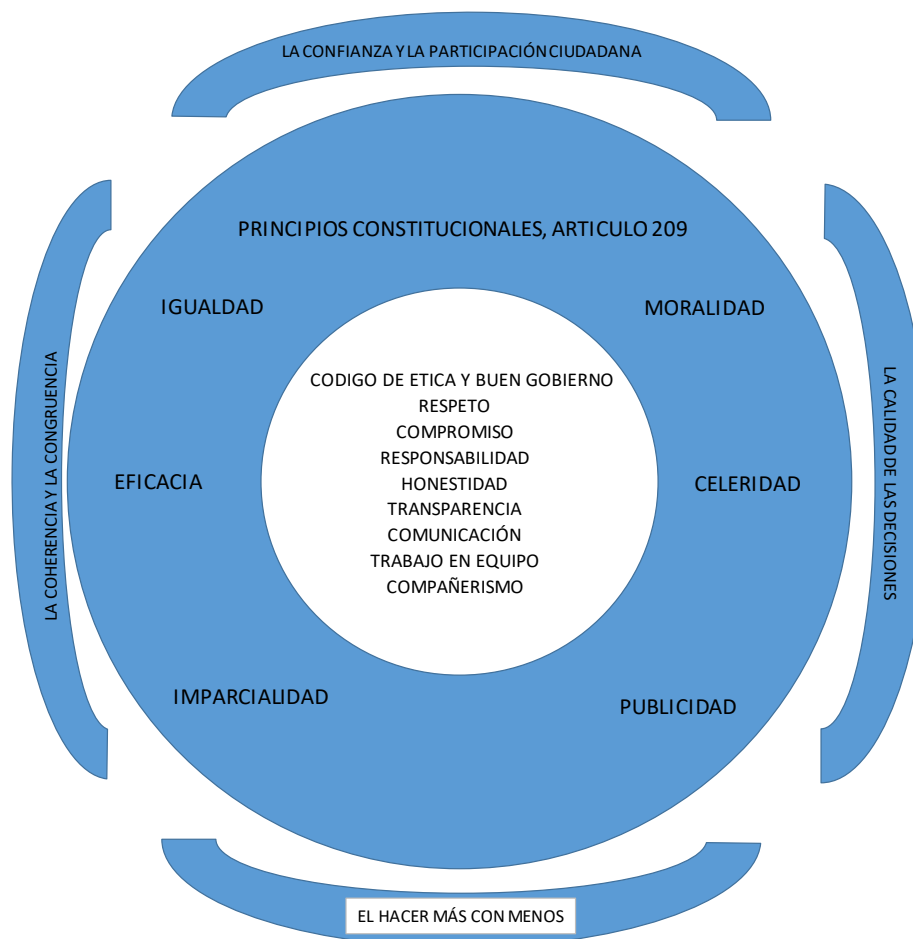 LA CONFIANZA Y LA PARTICIPACIÓN CIUDADANA
PRINCIPIOS CONSTITUCIONALES, ARTICULO 209
IGUALDAD
MORALIDAD
LA COHERENCIA Y LA CONGRUENCIA
LA CALIDAD DE LAS DECISIONES
CODIGO DE ETICA Y BUEN GOBIERNO
RESPETO
COMPROMISO
RESPONSABILIDAD
HONESTIDAD
TRANSPARENCIA
COMUNICACIÓN
TRABAJO EN EQUIPO
COMPAÑERISMO
EFICACIA
CELERIDAD
IMPARCIALIDAD
PUBLICIDAD
EL HACER MÁS CON MENOS